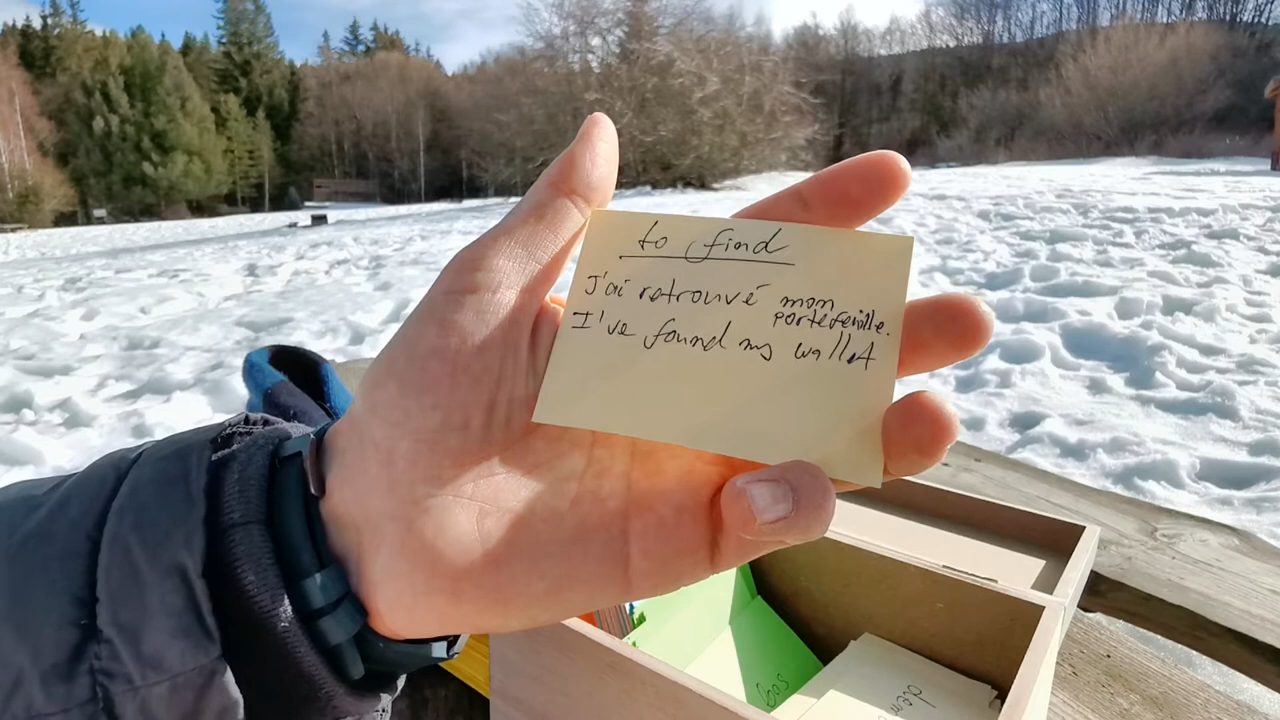 to find
J'ai retrouvé mon
portefeuille.
I've found my wallet